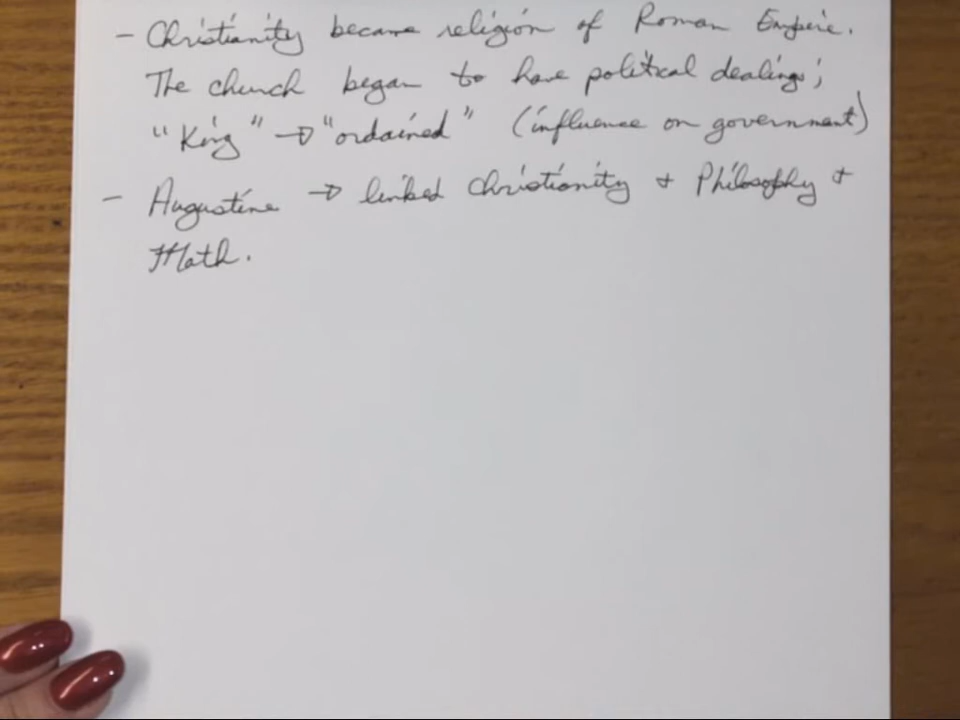 - Christianity became religion of Roman Empire.
The church began to have political dealings;
"King" → "ordained" (influence on government)
- Augustine → linked Christianity + Philosophy +
Math.